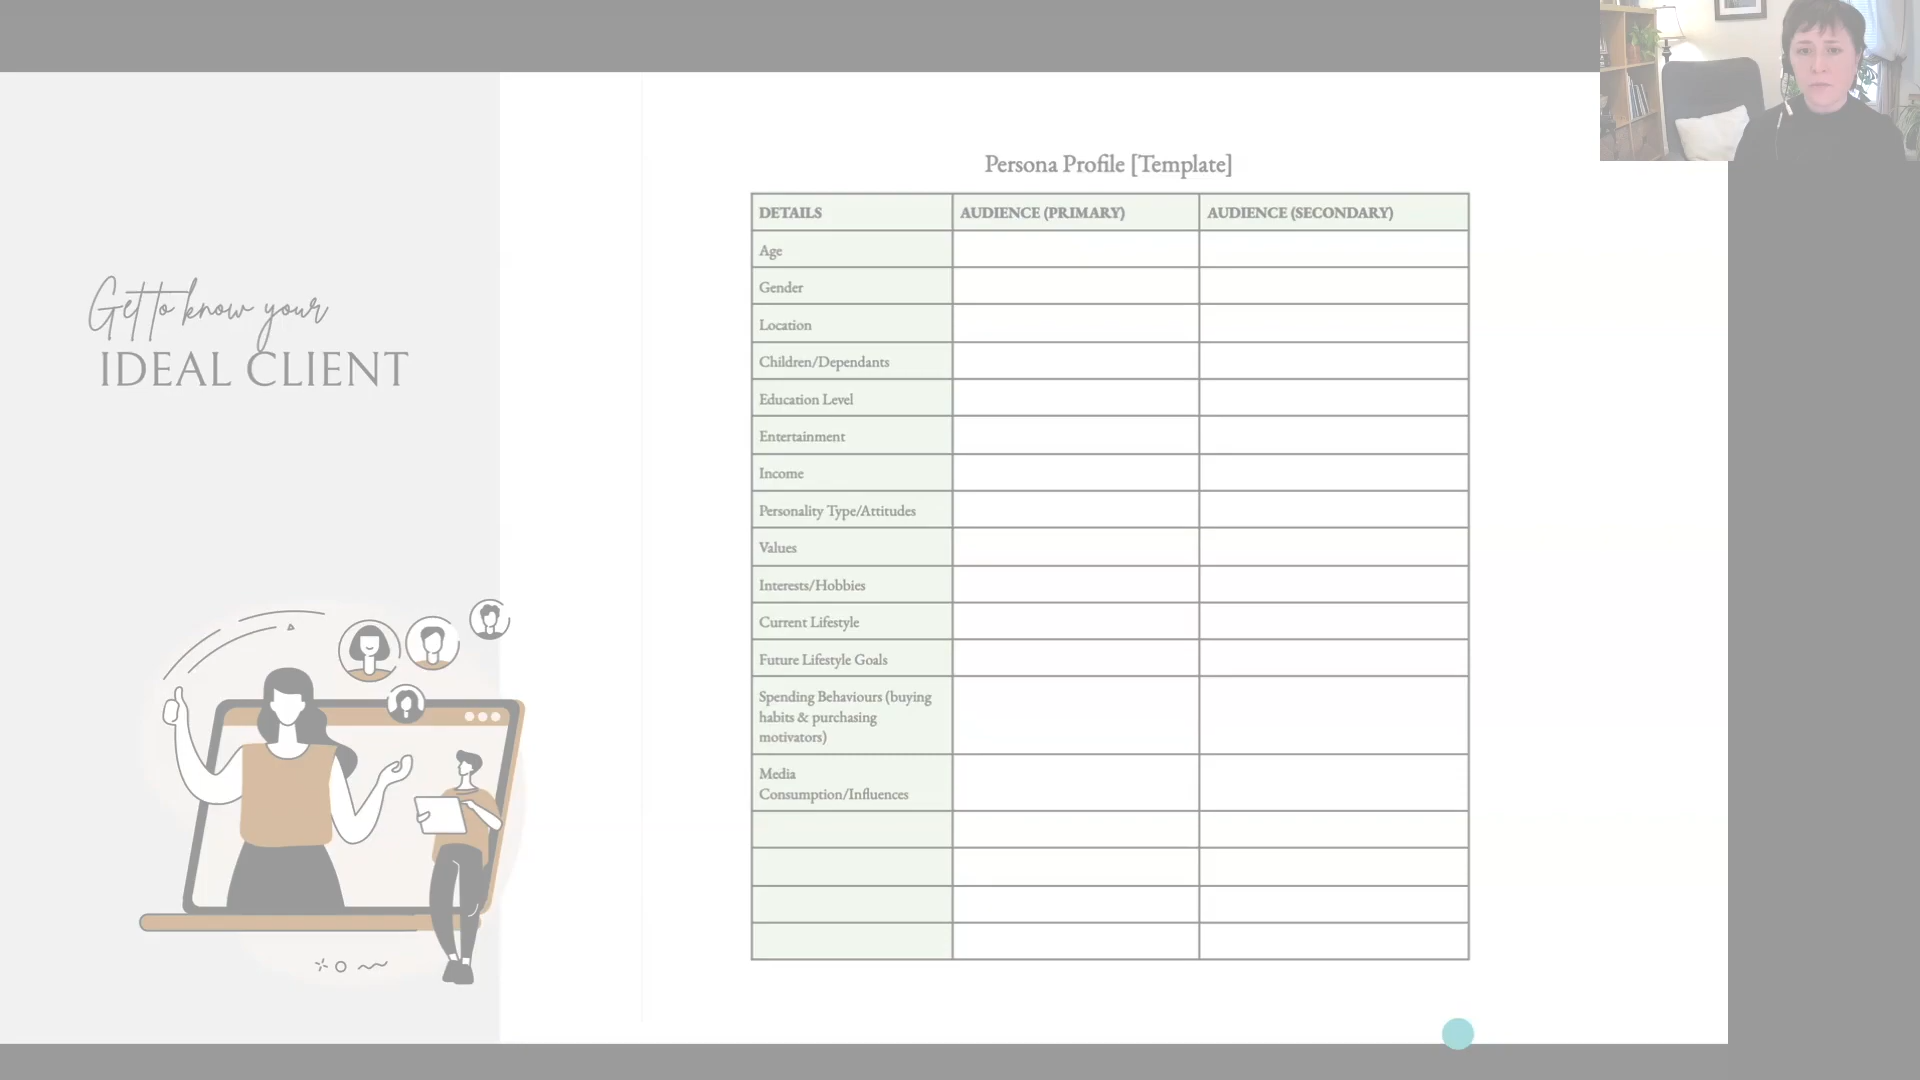 Get to know your
IDEAL CLIENT
Persona Profile [Template]
DETAILS AUDIENCE (PRIMARY) AUDIENCE (SECONDARY)
Age
Gender
Location
Children/Dependants
Education Level
Entertainment
Income
Personality Type/Attitudes
Values
Interests/Hobbies
Current Lifestyle
Future Lifestyle Goals
Spending Behaviours (buying
habits & purchasing
motivators)
Media
Consumption/Influences